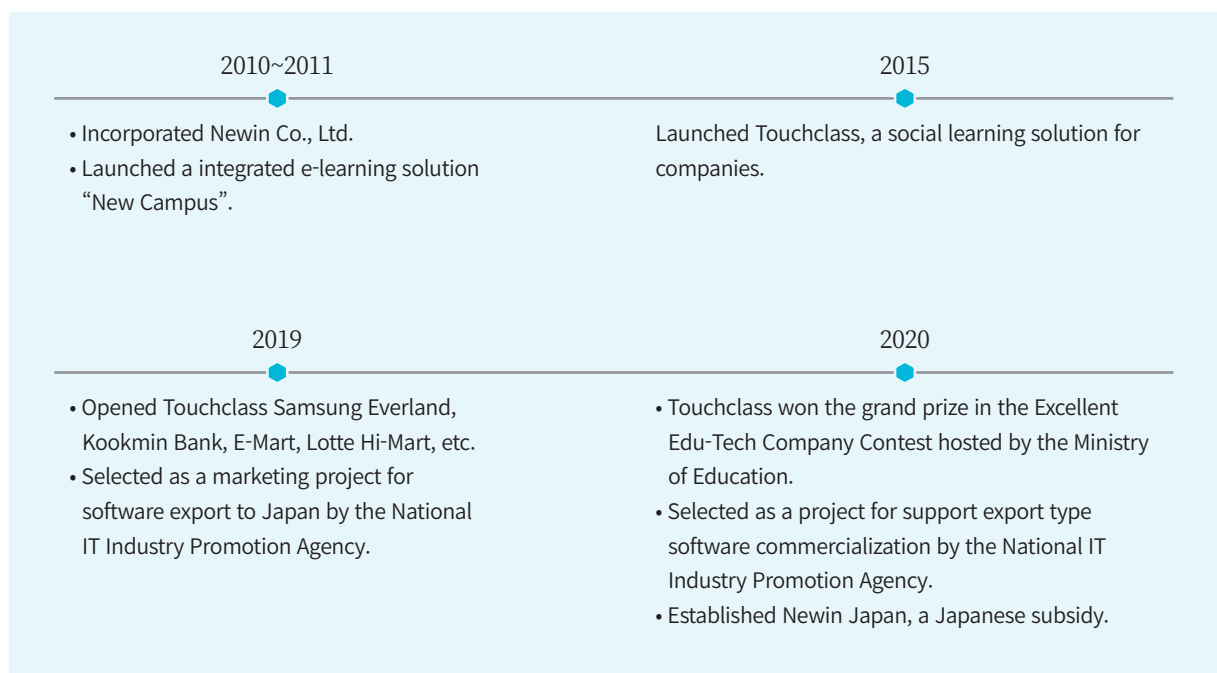 2010~2011
• Incorporated Newin Co., Ltd.
• Launched a integrated e-learning solution
“New Campus”.
2015
Launched Touchclass, a social learning solution for
companies.
2019
• Opened Touchclass Samsung Everland,
Kookmin Bank, E-Mart, Lotte Hi-Mart, etc.
• Selected as a marketing project for
software export to Japan by the National
IT Industry Promotion Agency.
2020
• Touchclass won the grand prize in the Excellent
Edu-Tech Company Contest hosted by the Ministry
of Education.
• Selected as a project for support export type
software commercialization by the National IT
Industry Promotion Agency.
• Established Newin Japan, a Japanese subsidy.